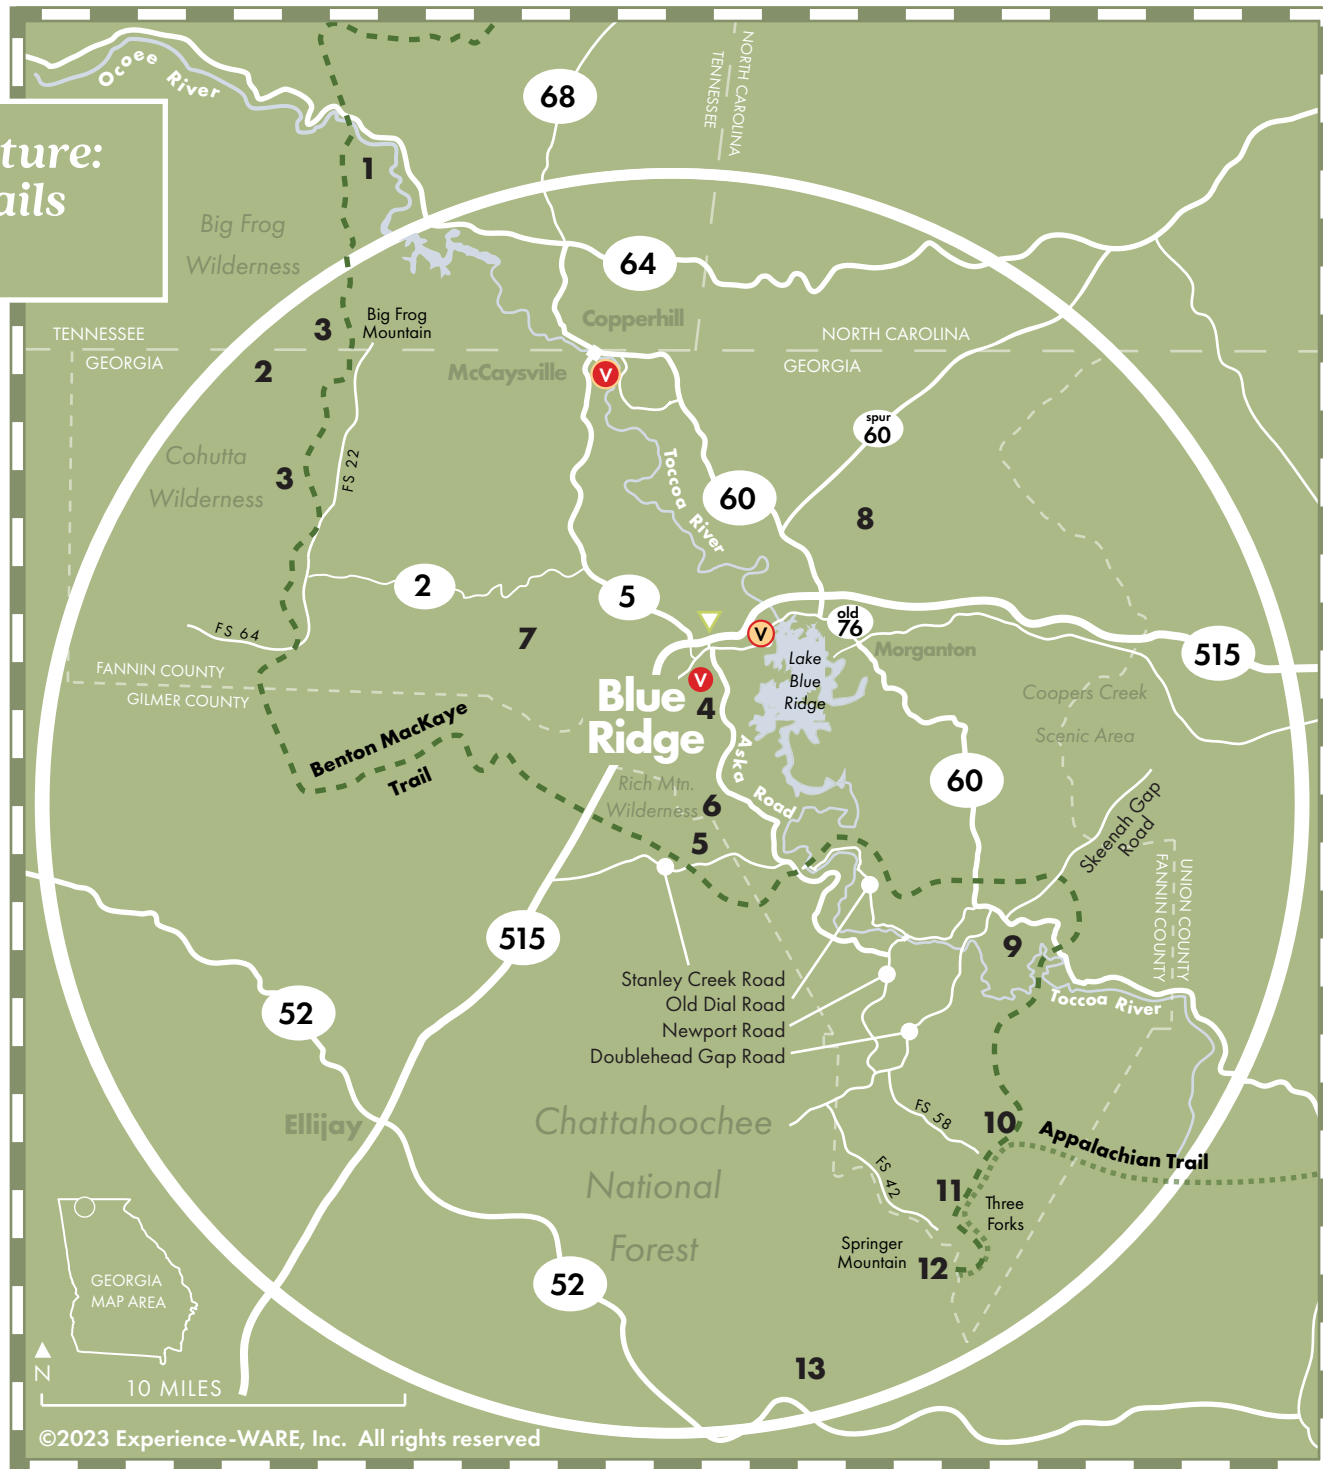 Ocoee River
68
NORTH CAROLINA
TENNESSEE
ture:
ails
1
Big Frog
Wilderness
64
Big Frog
Mountain
3
Copperhill
TENNESSEE
GEORGIA
NORTH CAROLINA
GEORGIA
2
McCaysville
V
spur
60
Cohutta
Wilderness
3
FS 22
Toccoa River
60
8
2
5
old
76
FS 64
7
V
Morganton
515
Lake
Blue
Ridge
FANNIN COUNTY
GILMER COUNTY
V
Blue
Ridge
4
Coopers Creek
Scenic Area
Benton MacKaye
Trail
Aska Road
Rich Mtn.
Wilderness
6
60
5
Skeenah Gap
Road
UNION COUNTY
FANNIN COUNTY
515
9
Stanley Creek Road
Old Dial Road
Newport Road
Doublehead Gap Road
Toccoa River
52
Ellijay
Chattahoochee
National
Forest
FS 58
10
Appalachian Trail
FS 42
11
Three
Forks
Springer
Mountain
12
52
GEORGIA
MAP AREA
N
10 MILES
13
©2023 Experience-WARE, Inc. All rights reserved